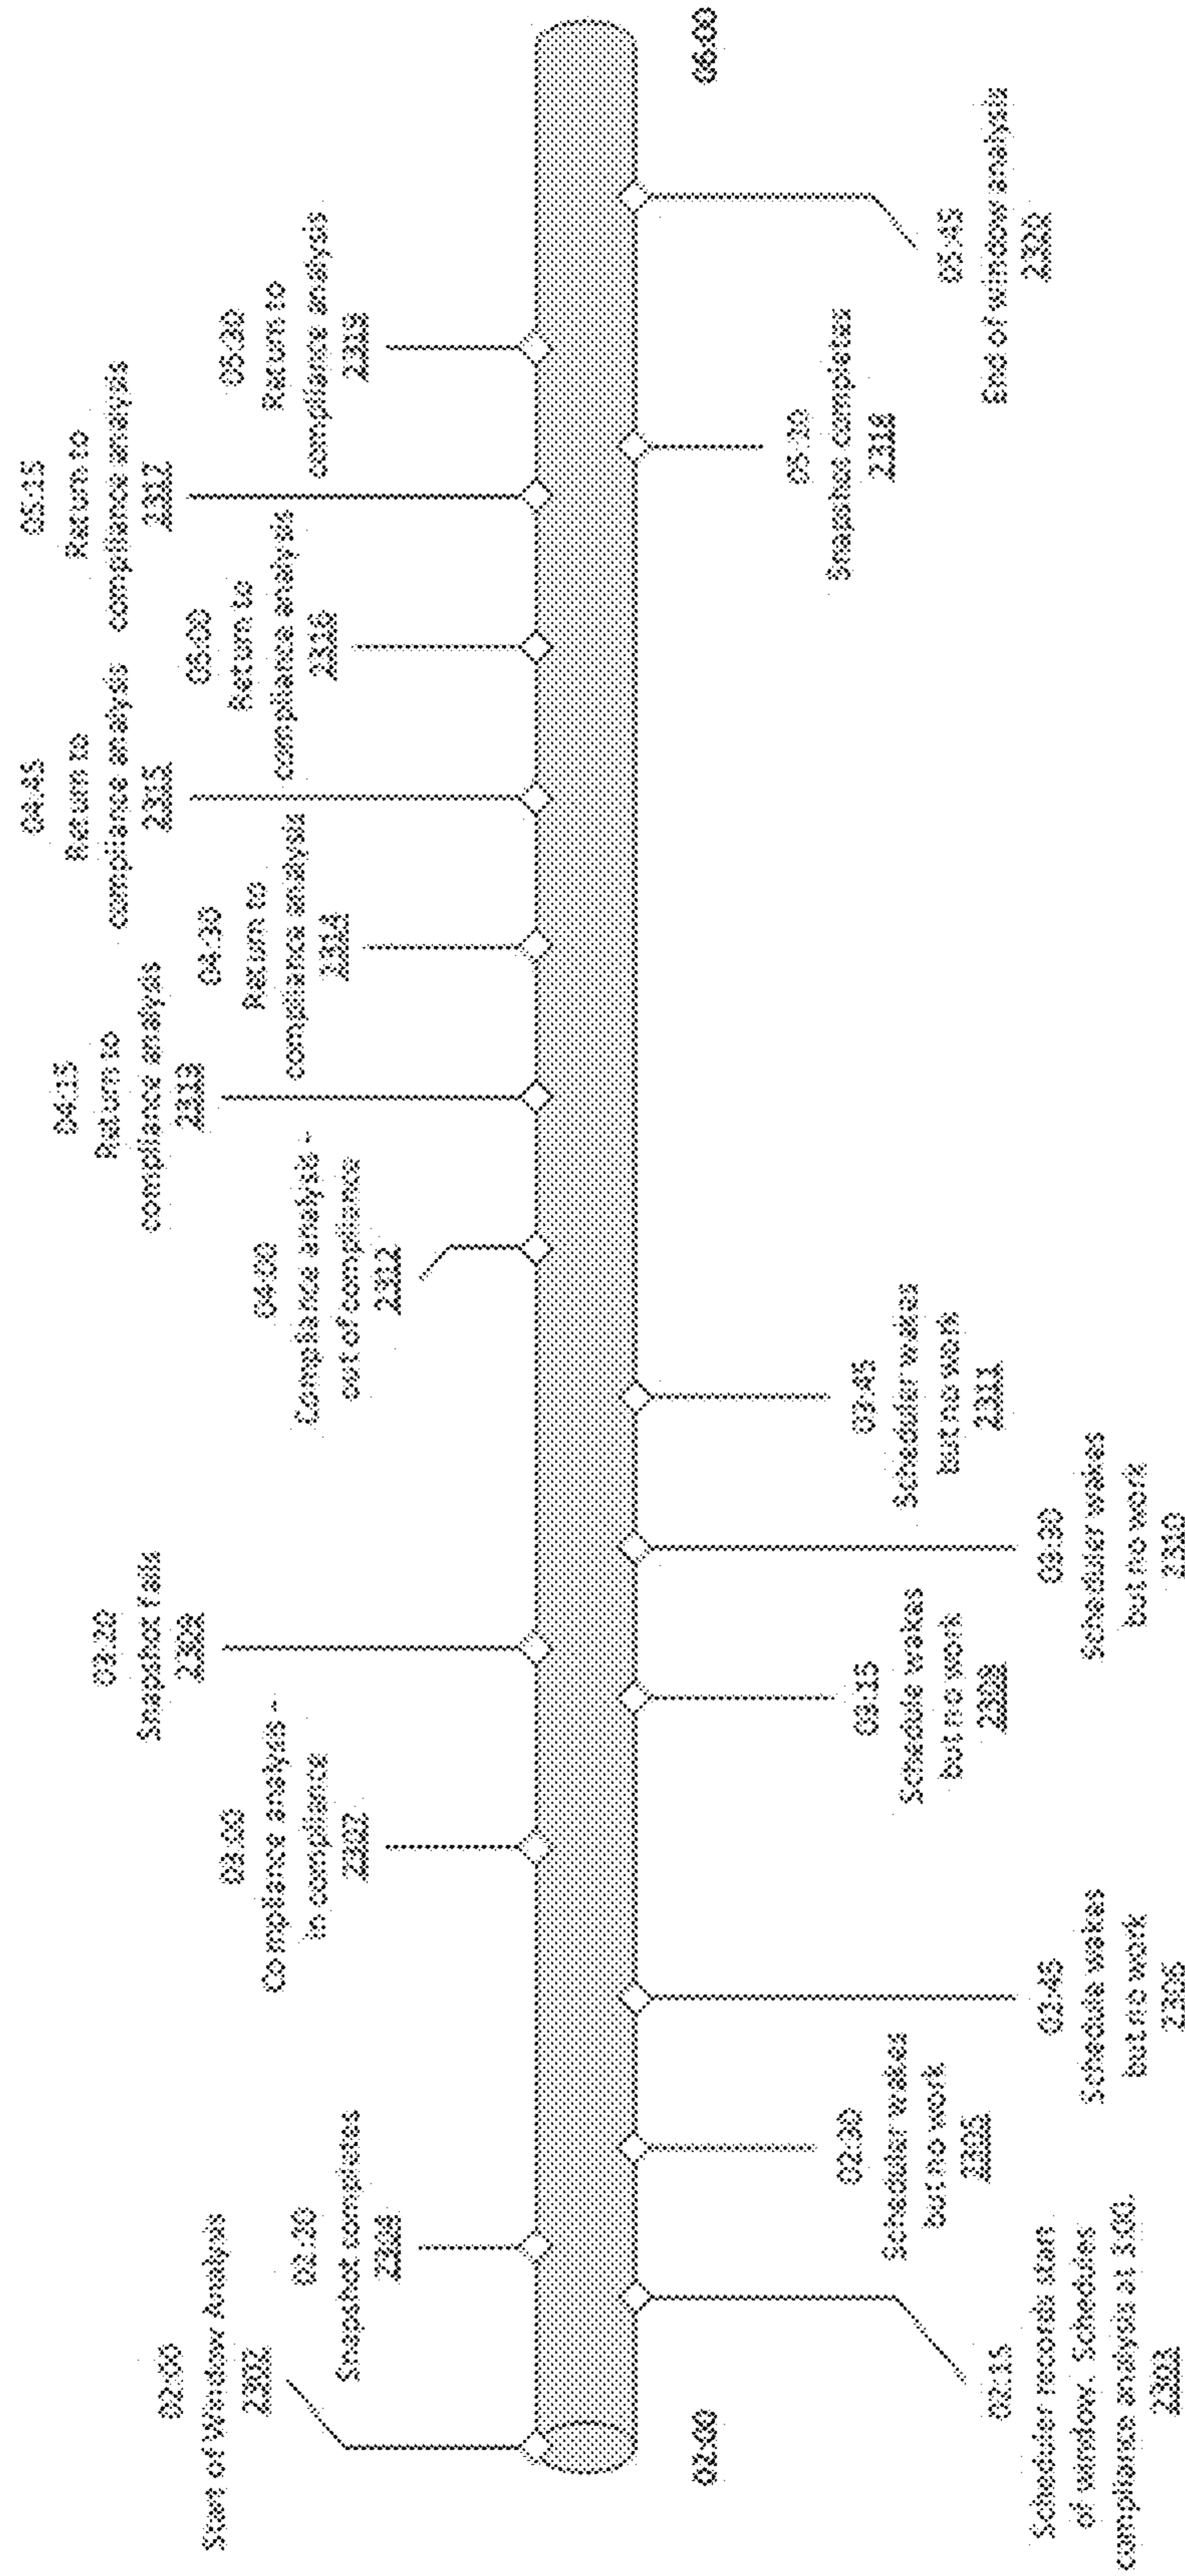 02:00
Start of Window Analysis
2302
02:20
Snapshot completes
2304
03:00
Compliance analysis –
in compliance
2307
03:20
Snapshot fails
2309
04:00
Compliance analysis –
out of compliance
2312
04:15
Return to
compliance analysis
2313
04:30
Return to
compliance analysis
2314
04:45
Return to
compliance analysis
2315
05:00
Return to
compliance analysis
2316
05:15
Return to
compliance analysis
2317
05:30
Return to
compliance analysis
2319
02:00
06:00
02:15
Scheduler records start
of window. Schedules
compliance analysis at 3:00.
2303
02:30
Scheduler wakes
but no work
2305
02:45
Schedule wakes
but no work
2306
03:15
Schedule wakes
but no work
2308
03:30
Scheduler wakes
but no work
2310
03:45
Scheduler wakes
but no work
2311
05:20
Snapshot completes
2318
05:45
End of window analysis
2320